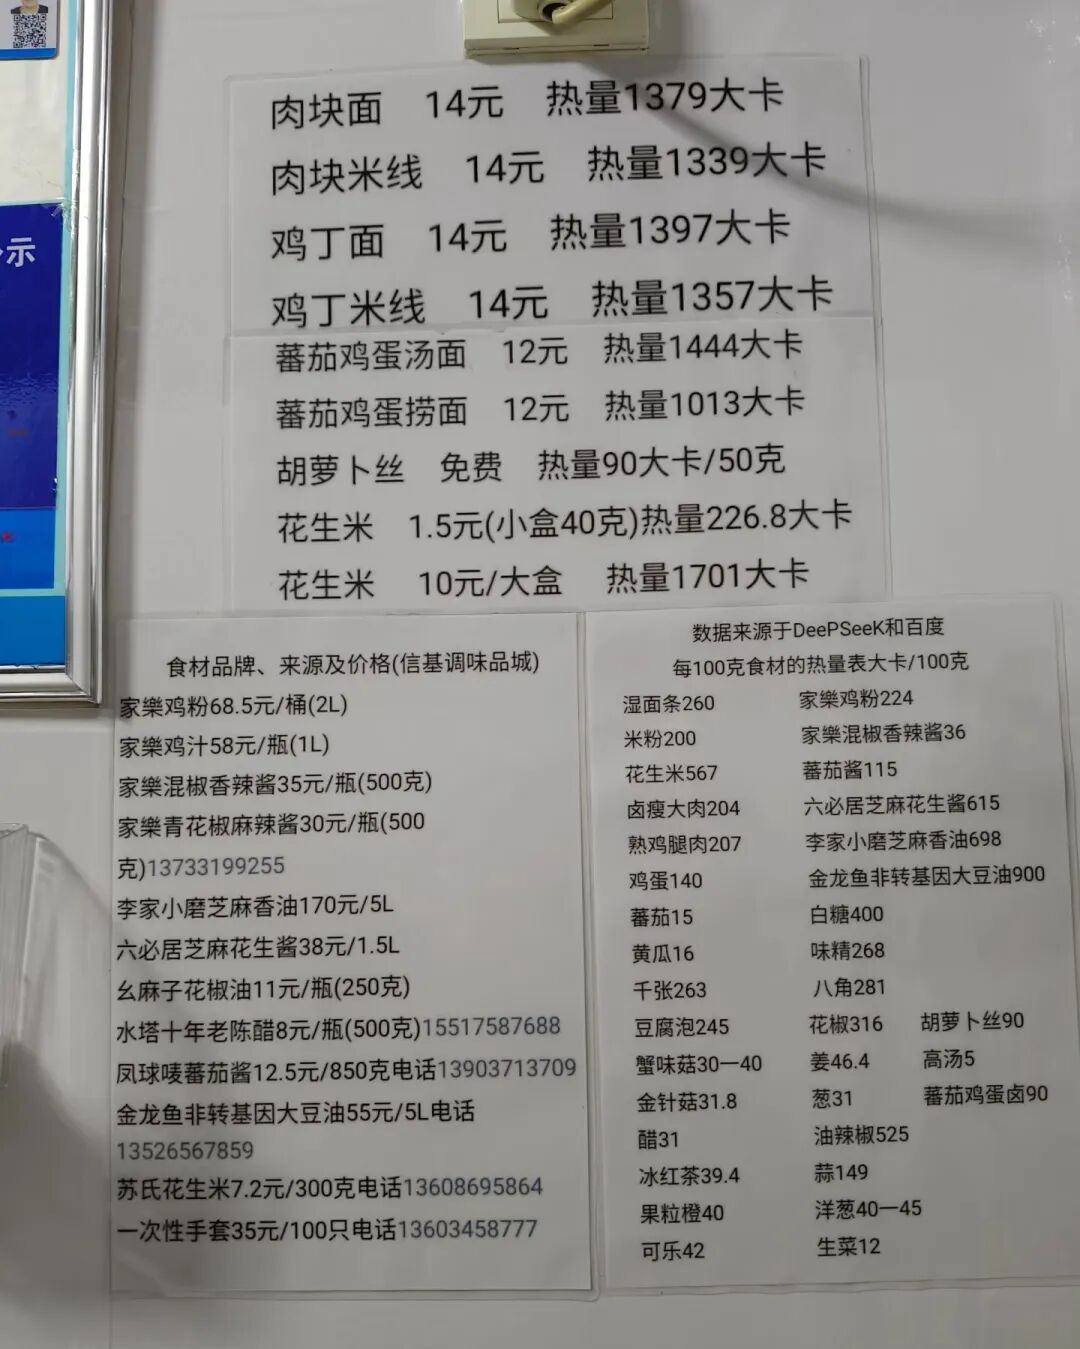 示
肉块面 14元 热量1379大卡
肉块米线 14元 热量1339大卡
鸡丁面 14元 热量1397大卡
鸡丁米线 14元 热量1357大卡
蕃茄鸡蛋汤面 12元 热量1444大卡
蕃茄鸡蛋捞面 12元 热量1013大卡
胡萝卜丝 免费 热量90大卡/50克
花生米 1.5元(小盒40克)热量226.8大卡
花生米 10元/大盒 热量1701大卡
食材品牌、来源及价格(信基调味品城)
家樂鸡粉68.5元/桶(2L)
家樂鸡汁58元/瓶(1L)
家樂混椒香辣酱35元/瓶(500克)
家樂青花椒麻辣酱30元/瓶(500
克)13733199255
李家小磨芝麻香油170元/5L
六必居芝麻花生酱38元/1.5L
幺麻子花椒油11元/瓶(250克)
水塔十年老陈醋8元/瓶(500克)15517587688
凤球唛蕃茄酱12.5元/850克电话13903713709
金龙鱼非转基因大豆油55元/5L电话
13526567859
苏氏花生米7.2元/300克电话13608695864
一次性手套35元/100只电话13603458777
数据来源于DeePSeeK和百度
每100克食材的热量表大卡/100克
湿面条260 家樂鸡粉224
米粉200 家樂混椒香辣酱36
花生米567 蕃茄酱115
卤瘦大肉204 六必居芝麻花生酱615
熟鸡腿肉207 李家小磨芝麻香油698
鸡蛋140 金龙鱼非转基因大豆油900
蕃茄15 白糖400
黄瓜16 味精268
千张263 八角281
豆腐泡245 花椒316 胡萝卜丝90
蟹味菇30一40 姜46.4 高汤5
金针菇31.8 葱31 蕃茄鸡蛋卤90
醋31 油辣椒525
冰红茶39.4 蒜149
果粒橙40 洋葱40一45
可乐42 生菜12